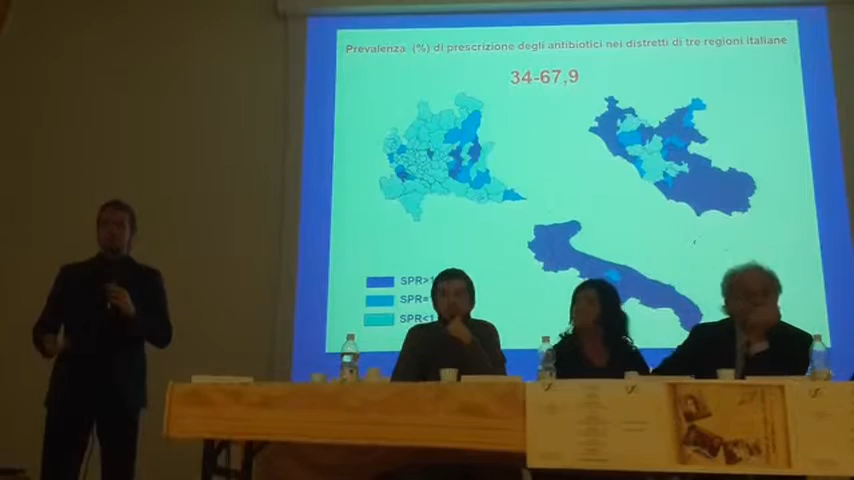 Prevalenza (%) di prescrizione degli antibiotici nei distretti di tre regioni italiane
34-67,9
SPR>1
SPR=
SPR<1